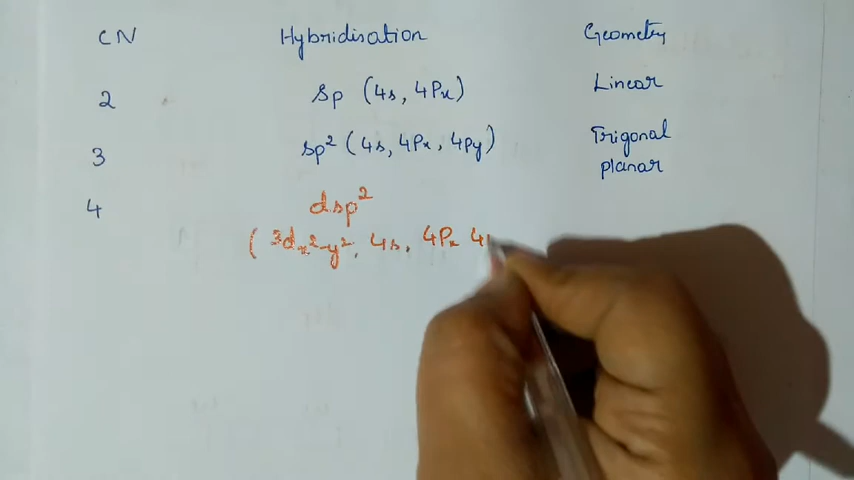 CN Hybridisation Geometry
2 sp (4s, 4Px) Linear
3 sp² (4s, 4Px, 4Py) Trigonal
planar
4 dsp²
( 3dx²-y², 4s, 4Px 4